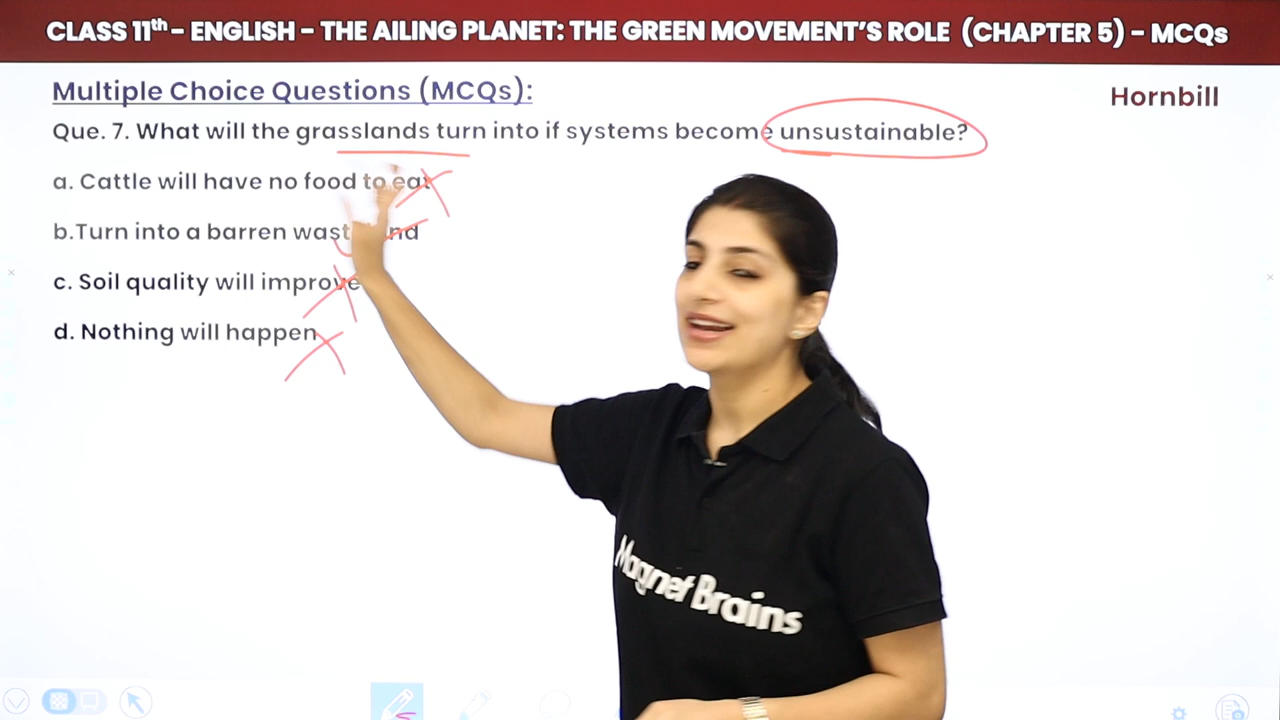 CLASS 11th - ENGLISH - THE AILING PLANET: THE GREEN MOVEMENT'S ROLE (CHAPTER 5) - MCQs
Multiple Choice Questions (MCQs):
Hornbill
Que. 7. What will the grasslands turn into if systems become unsustainable?
a. Cattle will have no food to eat
b.Turn into a barren
c. Soil quality will improve
d. Nothing will happen
Magnet Brains